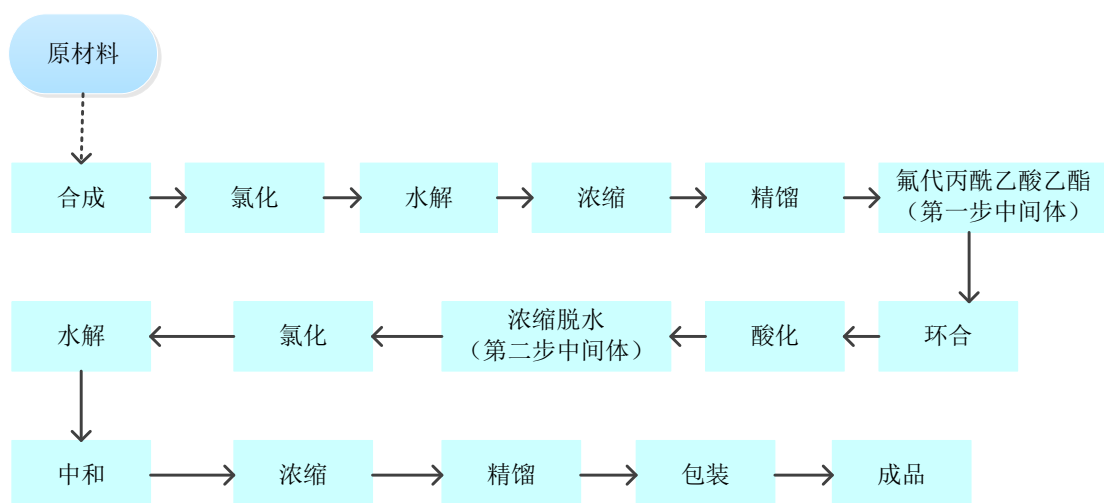 原材料
合成
氯化
水解
浓缩
精馏
氟代丙酰乙酸乙酯
（第一步中间体）
水解
氯化
浓缩脱水
（第二步中间体）
酸化
环合
中和
浓缩
精馏
包装
成品